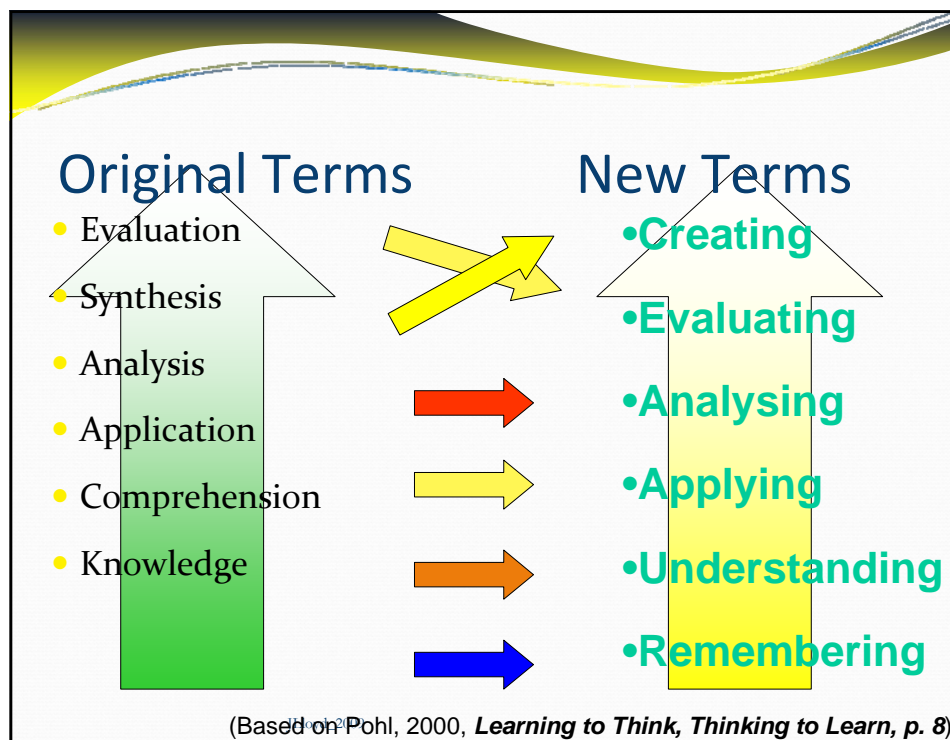 Original Terms
• Evaluation
• Synthesis
• Analysis
• Application
• Comprehension
• Knowledge
New Terms
•Creating
•Evaluating
•Analysing
•Applying
•Understanding
•Remembering
(Based on Pohl, 2000, Learning to Think, Thinking to Learn, p. 8)